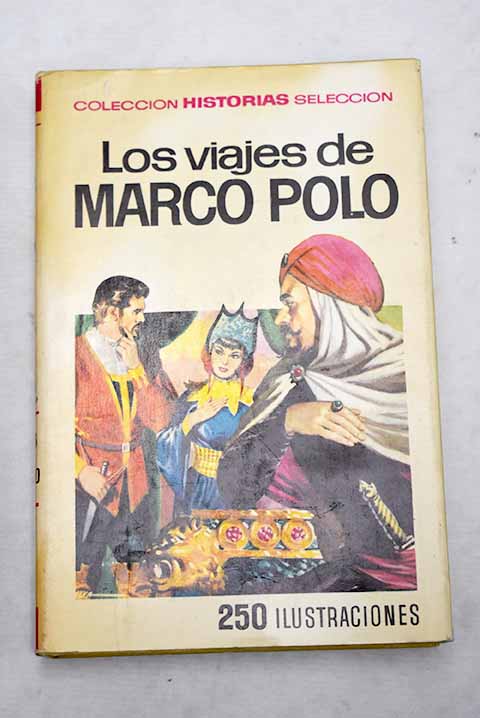 COLECCION HISTORIAS SELECCION
Los viajes de
MARCO POLO
250 ILUSTRACIONES